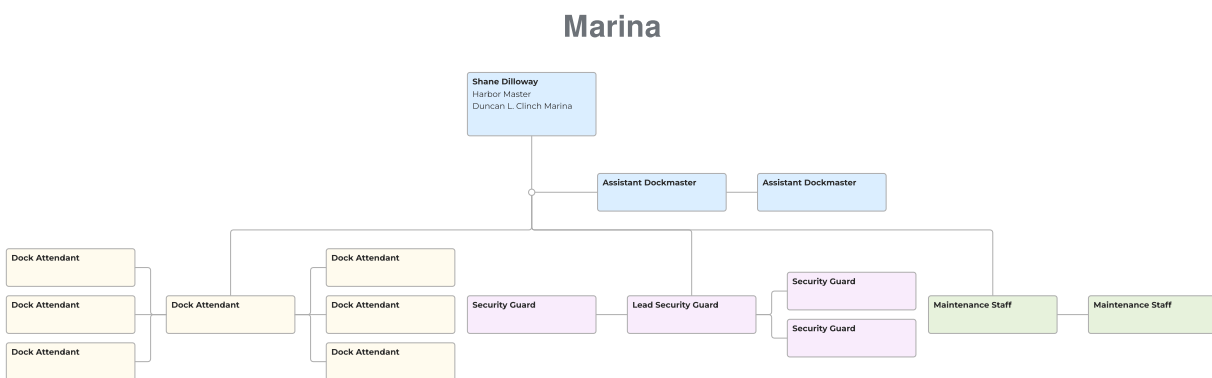 Marina
Shane Dilloway
Harbor Master
Duncan L. Clinch Marina
Assistant Dockmaster
Assistant Dockmaster
Dock Attendant
Dock Attendant
Security Guard
Dock Attendant
Dock Attendant
Dock Attendant
Security Guard
Lead Security Guard
Maintenance Staff
Maintenance Staff
Security Guard
Dock Attendant
Dock Attendant